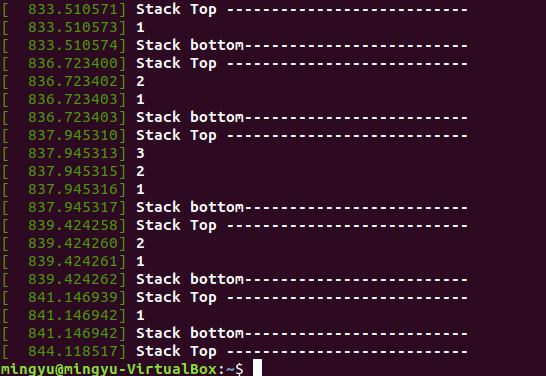 [  833.510571] Stack Top ---------------------------
[  833.510573] 1
[  833.510574] Stack bottom-------------------------
[  836.723400] Stack Top ---------------------------
[  836.723402] 2
[  836.723403] 1
[  836.723403] Stack bottom-------------------------
[  837.945310] Stack Top ---------------------------
[  837.945313] 3
[  837.945315] 2
[  837.945316] 1
[  837.945317] Stack bottom-------------------------
[  839.424258] Stack Top ---------------------------
[  839.424260] 2
[  839.424261] 1
[  839.424262] Stack bottom-------------------------
[  841.146939] Stack Top ---------------------------
[  841.146942] 1
[  841.146942] Stack bottom-------------------------
[  844.118517] Stack Top ---------------------------
mingyu@mingyu-VirtualBox:~$